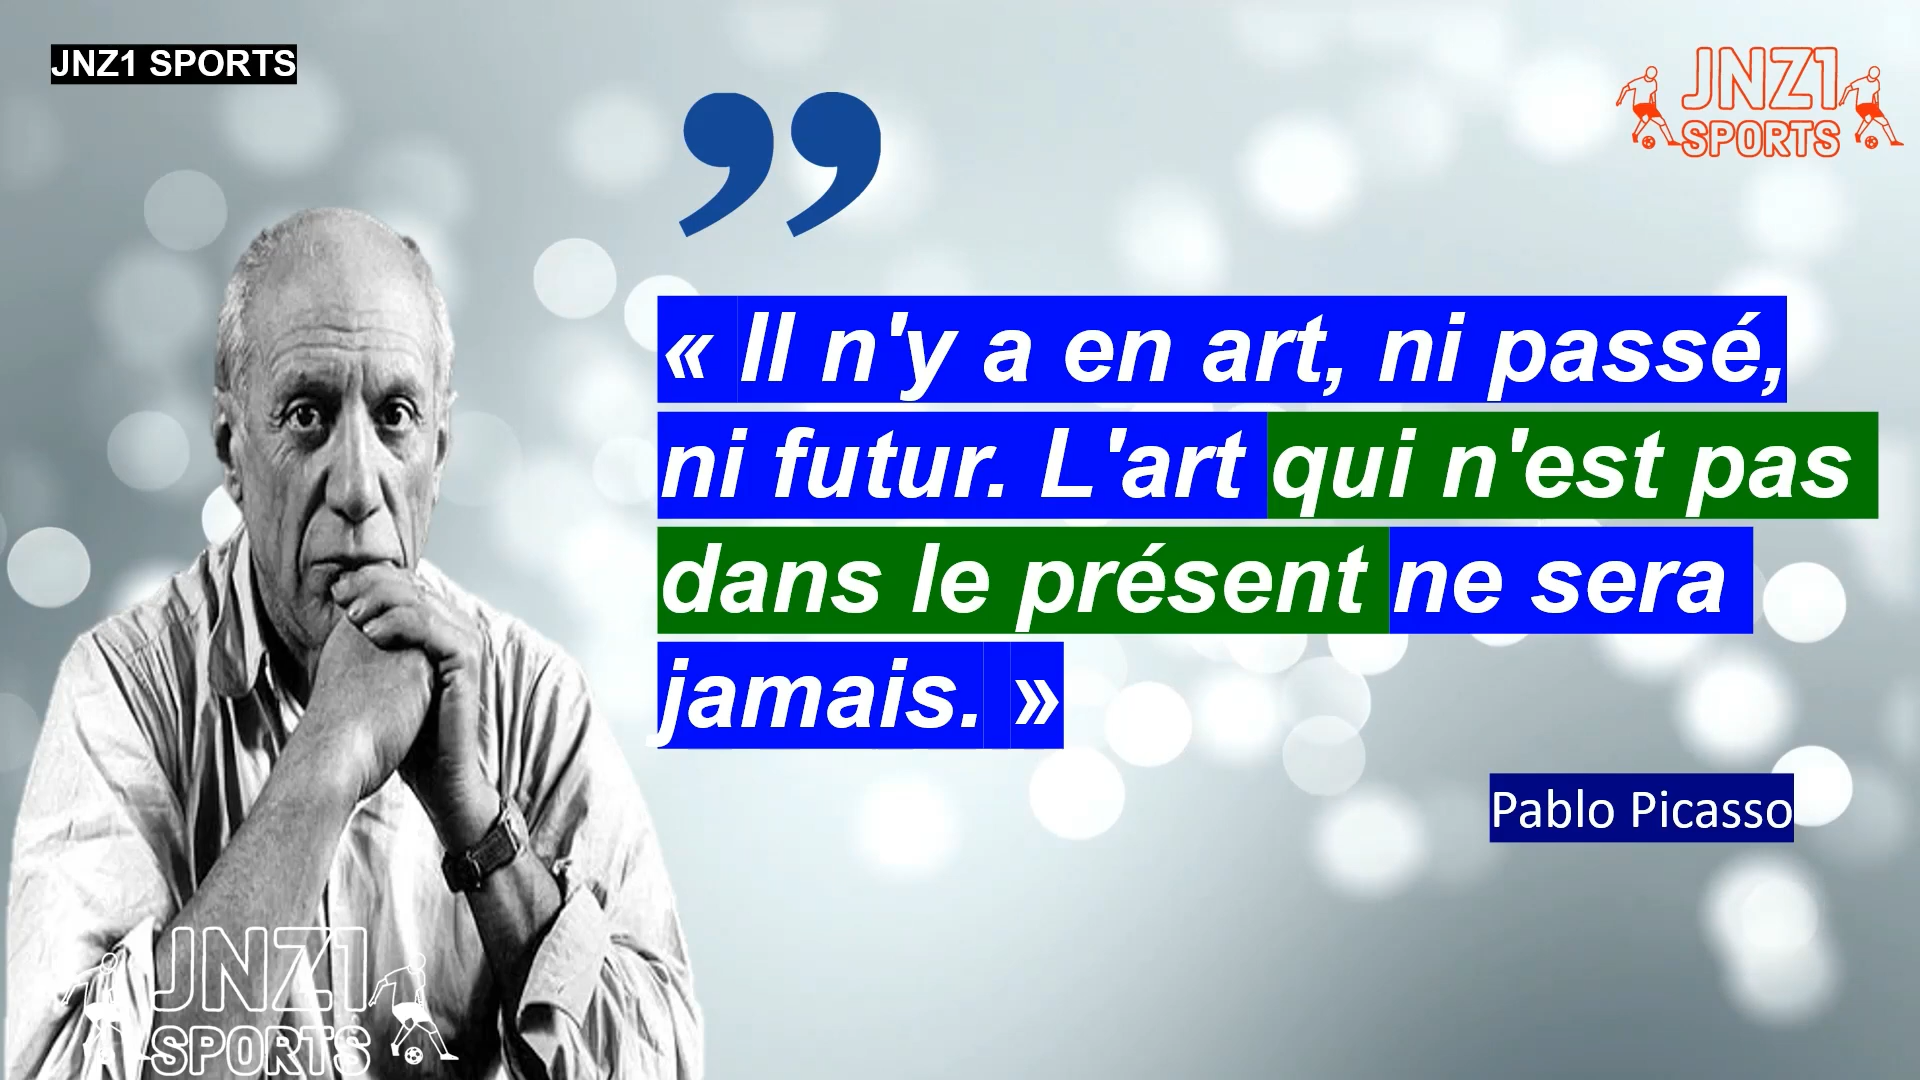 JNZ1 SPORTS
JNZ1
SPORTS
”
« Il n'y a en art, ni passé,
ni futur. L'art qui n'est pas
dans le présent ne sera
jamais. »
Pablo Picasso
JNZ1
SPORTS